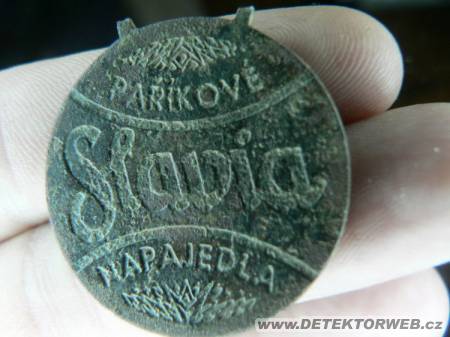 PAŘÍKOVÉ
Slavia
NAPAJEDLA
© WWW.DETEKTORWEB.CZ